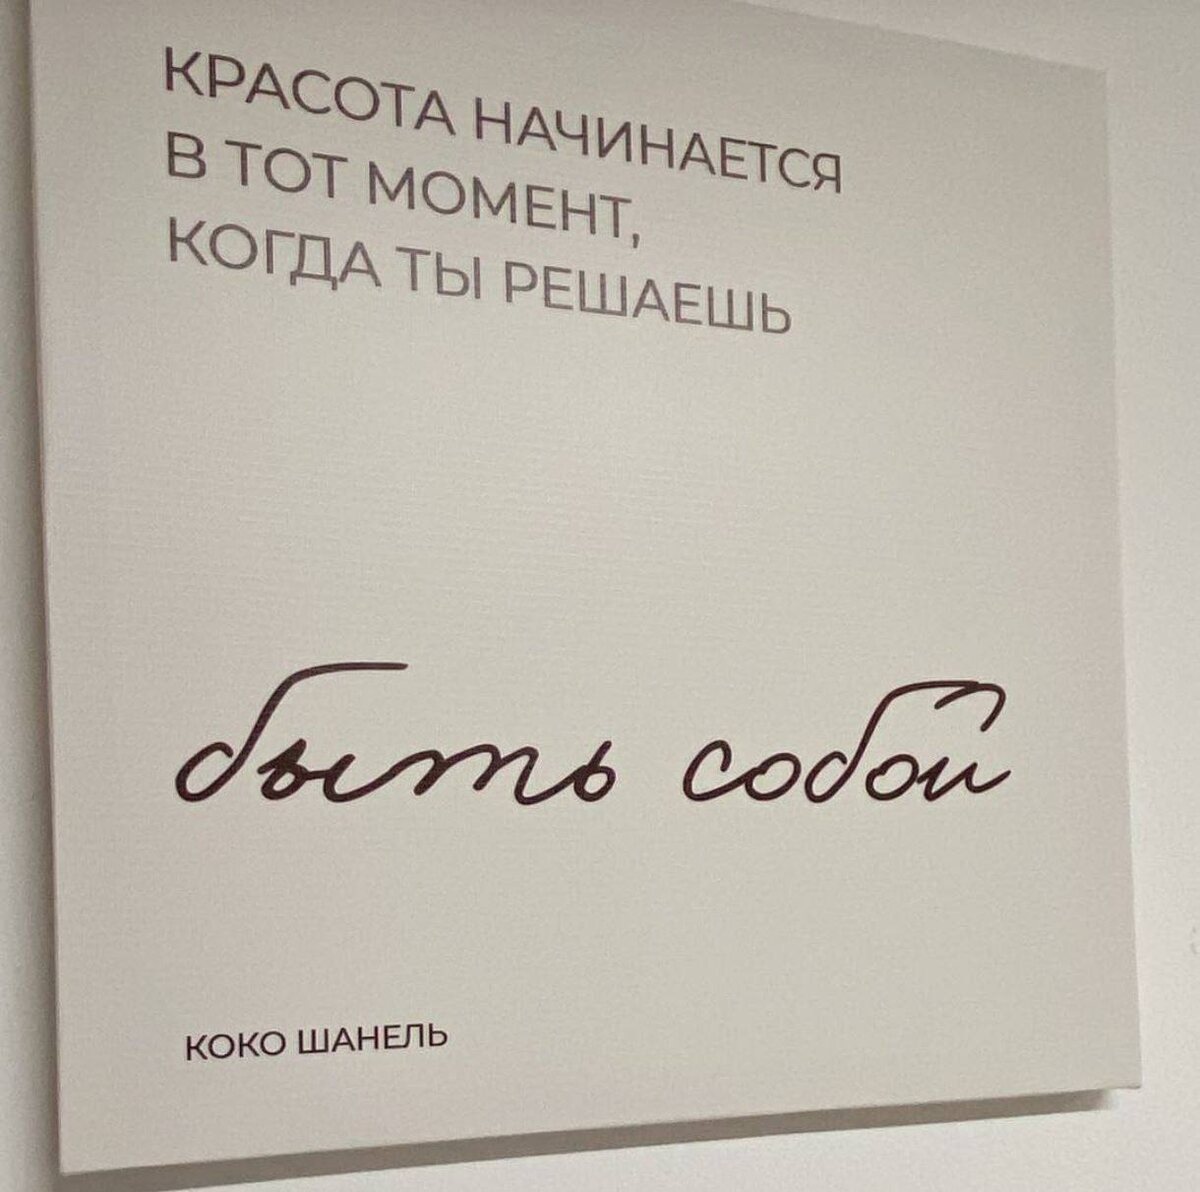 КРАСОТА НАЧИНАЕТСЯ
В ТОТ МОМЕНТ,
КОГДА ТЫ РЕШАЕШЬ
быть собой
КОКО ШАНЕЛЬ